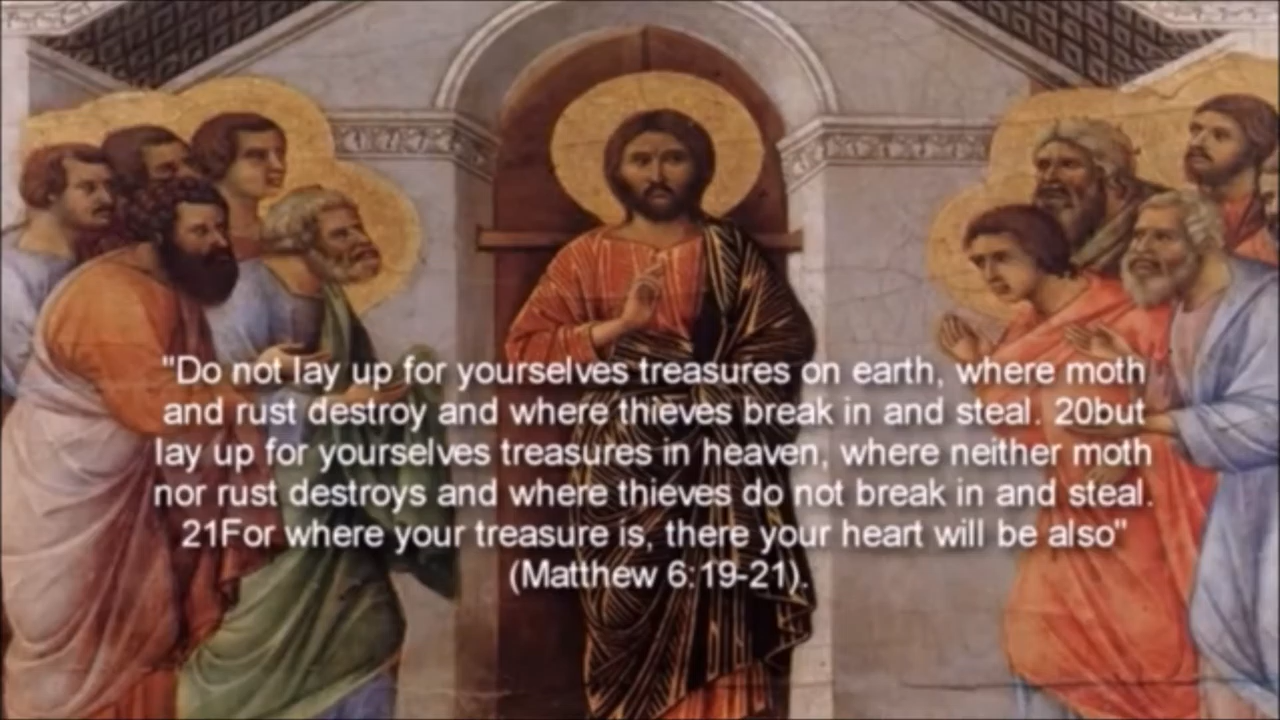 "Do not lay up for yourselves treasures on earth, where moth
and rust destroy and where thieves break in and steal. 20but
lay up for yourselves treasures in heaven, where neither moth
nor rust destroys and where thieves do not break in and steal.
21For where your treasure is, there your heart will be also"
(Matthew 6:19-21).